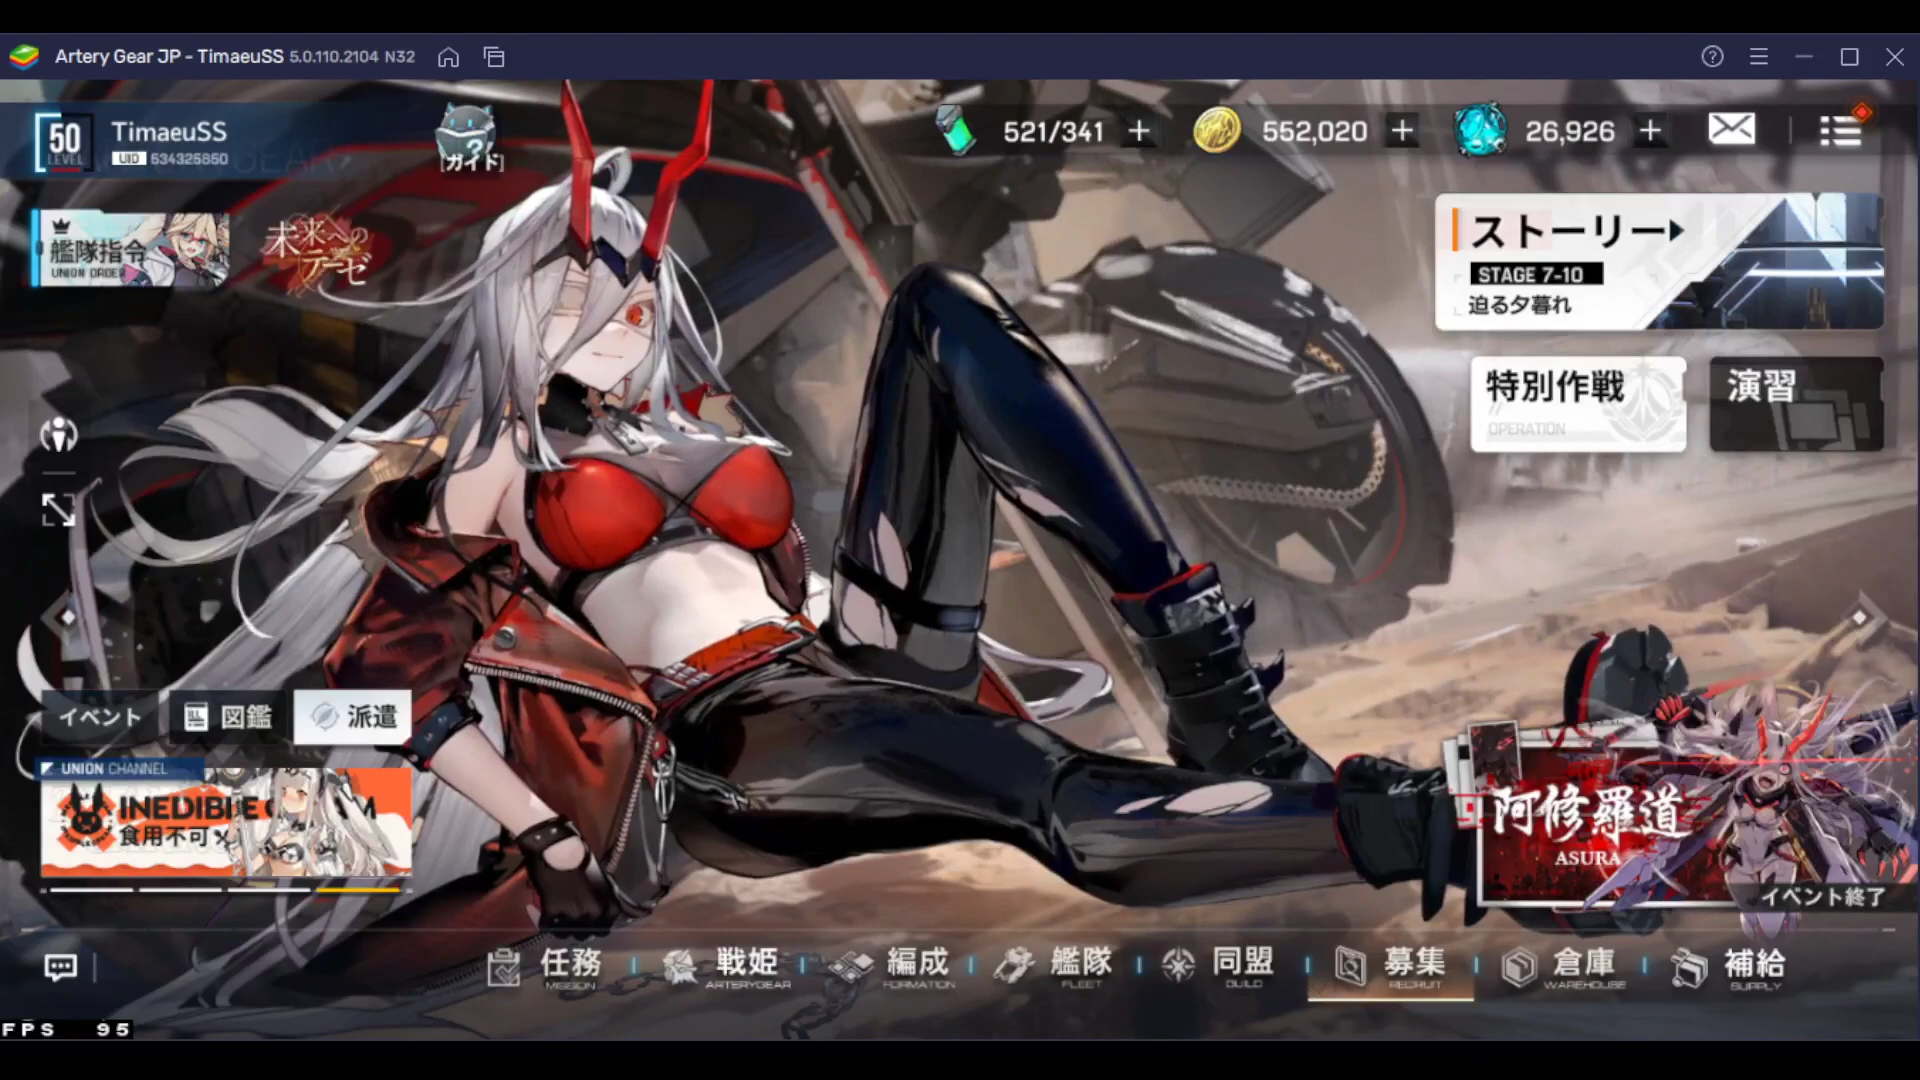 Artery Gear JP - TimaeuSS 5.0.110.2104 N32
50
LEVEL
TimaeuSS
UID 534325850
[ガイド]
521/341
552,020
26,926
艦隊指令
UNION ORDER
未来への
テーゼ
ストーリー
STAGE 7-10
迫る夕暮れ
特別作戦
OPERATION
演習
イベント
図鑑
派遣
UNION CHANNEL
INEDIBLE
食用不可
阿修羅道
ASURA
イベント終了
任務
MISSION
戦姫
ARTERYGEAR
編成
FORMATION
艦隊
FLEET
同盟
GUILD
募集
RECRUIT
倉庫
WAREHOUSE
補給
SUPPLY
FPS 95